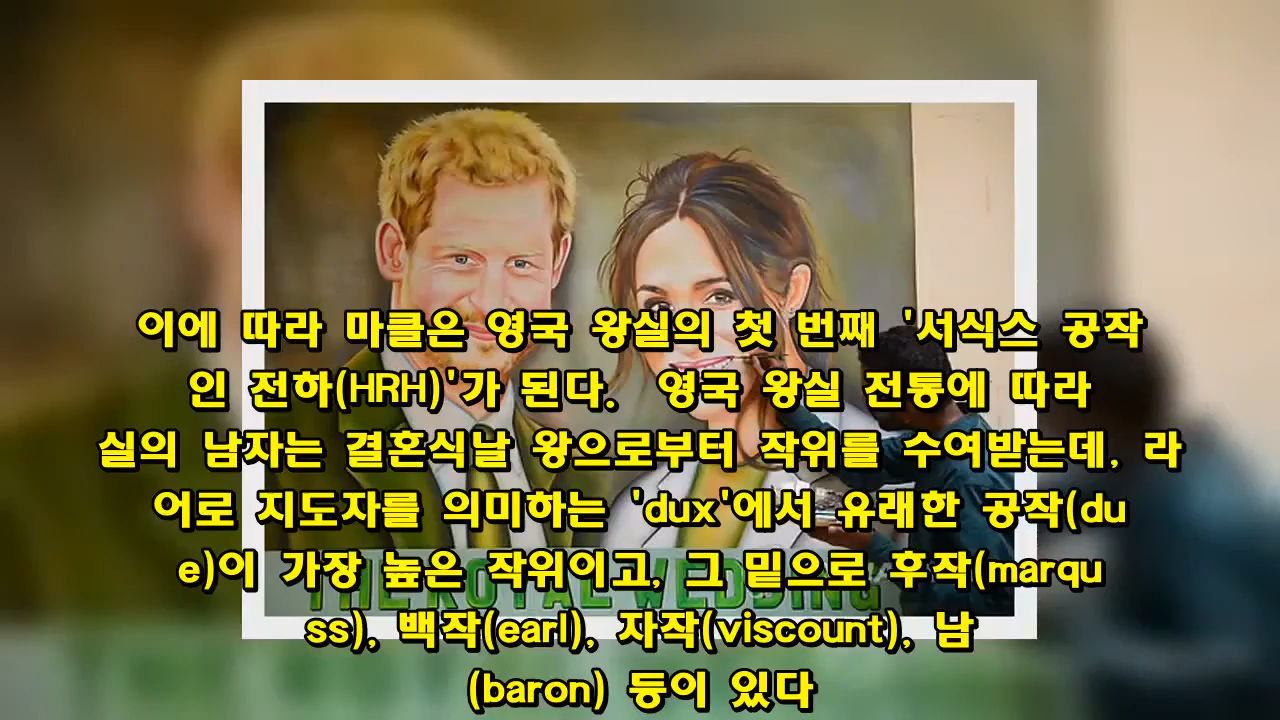 이에 따라 마클은 영국 왕실의 첫 번째 '서식스 공작
인 전하(HRH)'가 된다. 영국 왕실 전통에 따라
실의 남자는 결혼식날 왕으로부터 작위를 수여받는데, 라
어로 지도자를 의미하는 'dux'에서 유래한 공작(du
e)이 가장 높은 작위이고, 그 밑으로 후작(marqu
ss), 백작(earl), 자작(viscount), 남
(baron) 등이 있다
THE ROYAL WEDDING